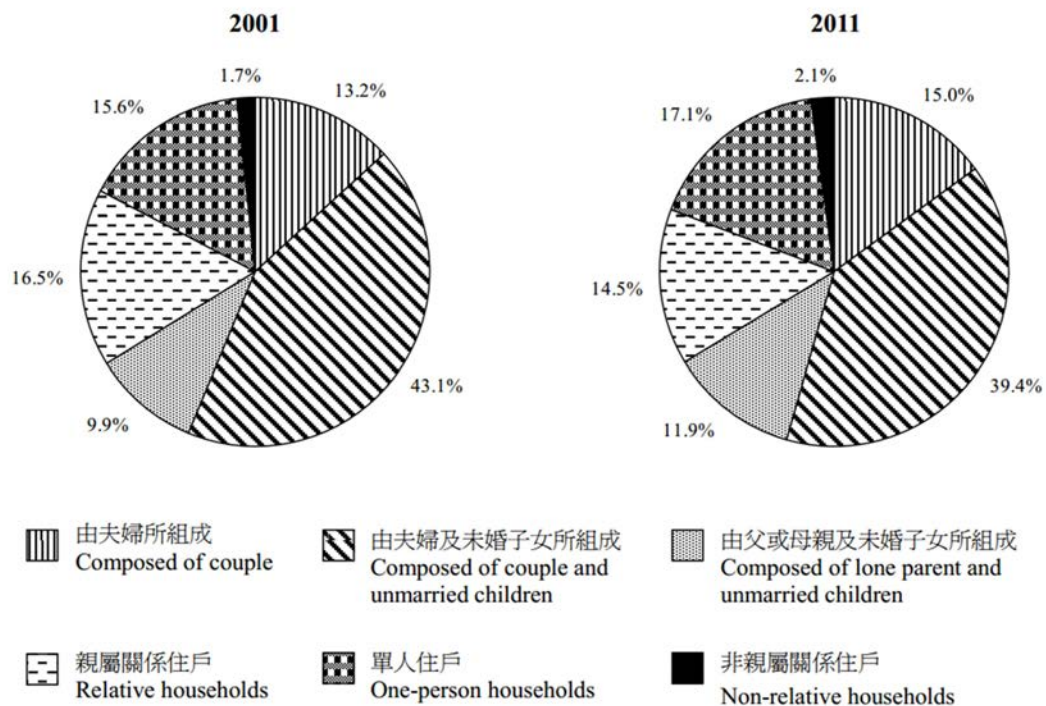 2001
2011
1.7%
13.2%
15.6%
16.5%
9.9%
43.1%
2.1%
15.0%
17.1%
14.5%
11.9%
39.4%
由夫婦所組成
Composed of couple
由夫婦及未婚子女所組成
Composed of couple and
unmarried children
由父或母親及未婚子女所組成
Composed of lone parent and
unmarried children
親屬關係住戶
Relative households
單人住戶
One-person households
非親屬關係住戶
Non-relative households